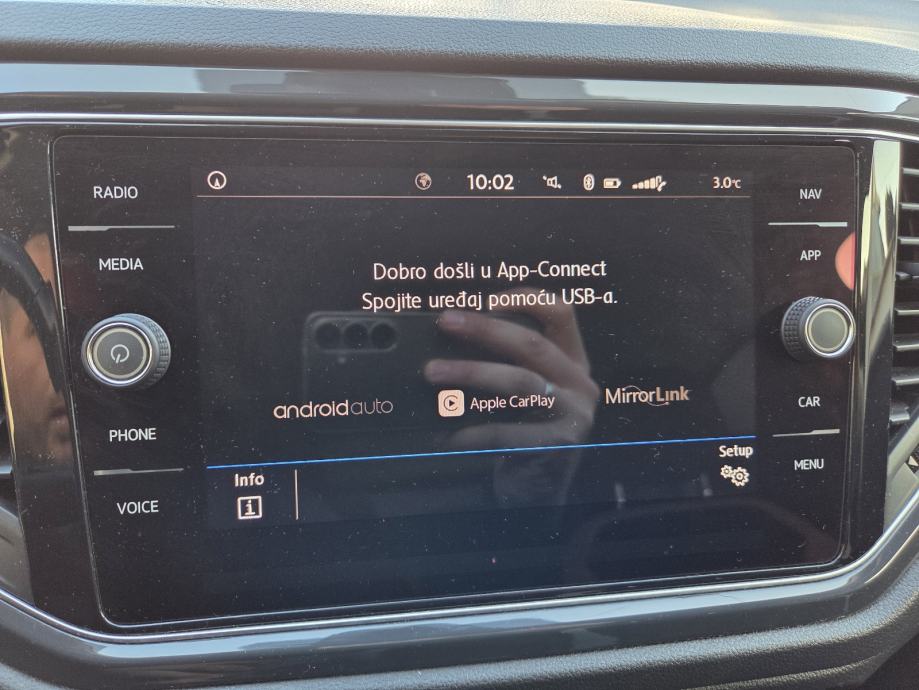 RADIO
MEDIA
PHONE
VOICE
10:02
3.0°C
Dobro došli u App-Connect
Spojite uređaj pomoću USB-a.
androidauto
Apple CarPlay
MirrorLink
Info
i
Setup
NAV
APP
CAR
MENU